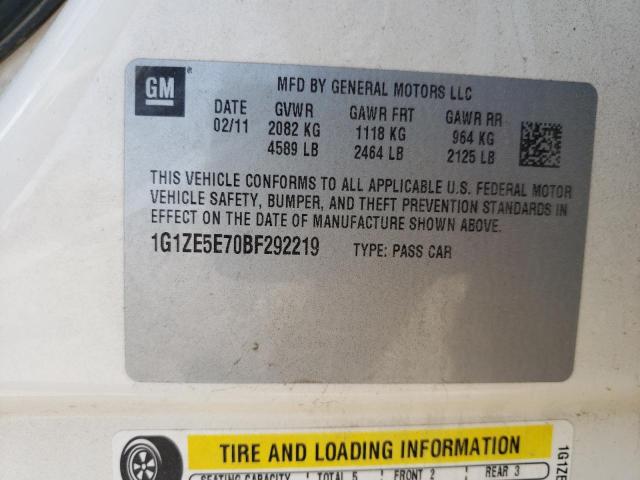 GM
MFD BY GENERAL MOTORS LLC
DATE GVWR GAWR FRT GAWR RR
02/11 2082 KG 1118 KG 964 KG
4589 LB 2464 LB 2125 LB
THIS VEHICLE CONFORMS TO ALL APPLICABLE U.S. FEDERAL MOTOR
VEHICLE SAFETY, BUMPER, AND THEFT PREVENTION STANDARDS IN
EFFECT ON THE DATE OF MANUFACTURE SHOWN ABOVE.
1G1ZE5E70BF292219 TYPE: PASS CAR
TIRE AND LOADING INFORMATION
SEATING CAPACITY TOTAL 5 FRONT 2 REAR 3
1G1ZE